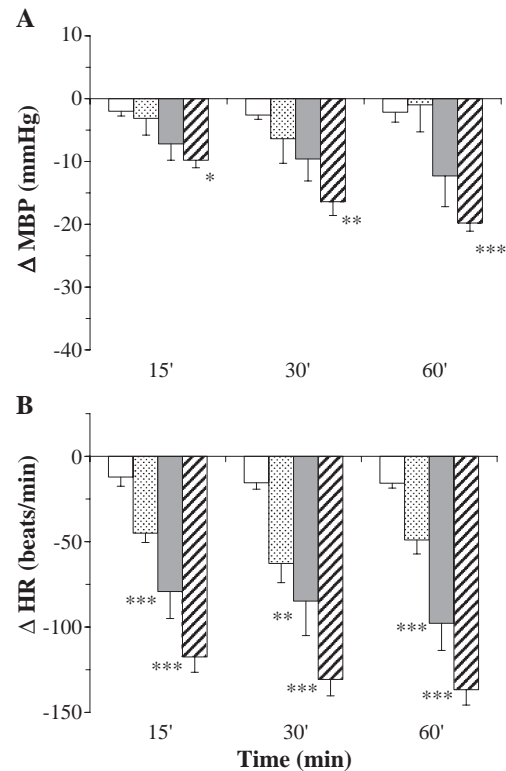 A
10
0
-10
-20
-30
-40
Δ MBP (mmHg)
*
**
***
15' 30' 60'
B
0
-50
-100
-150
Δ HR (beats/min)
*** ** ***
*** *** ***
15' 30' 60'
Time (min)